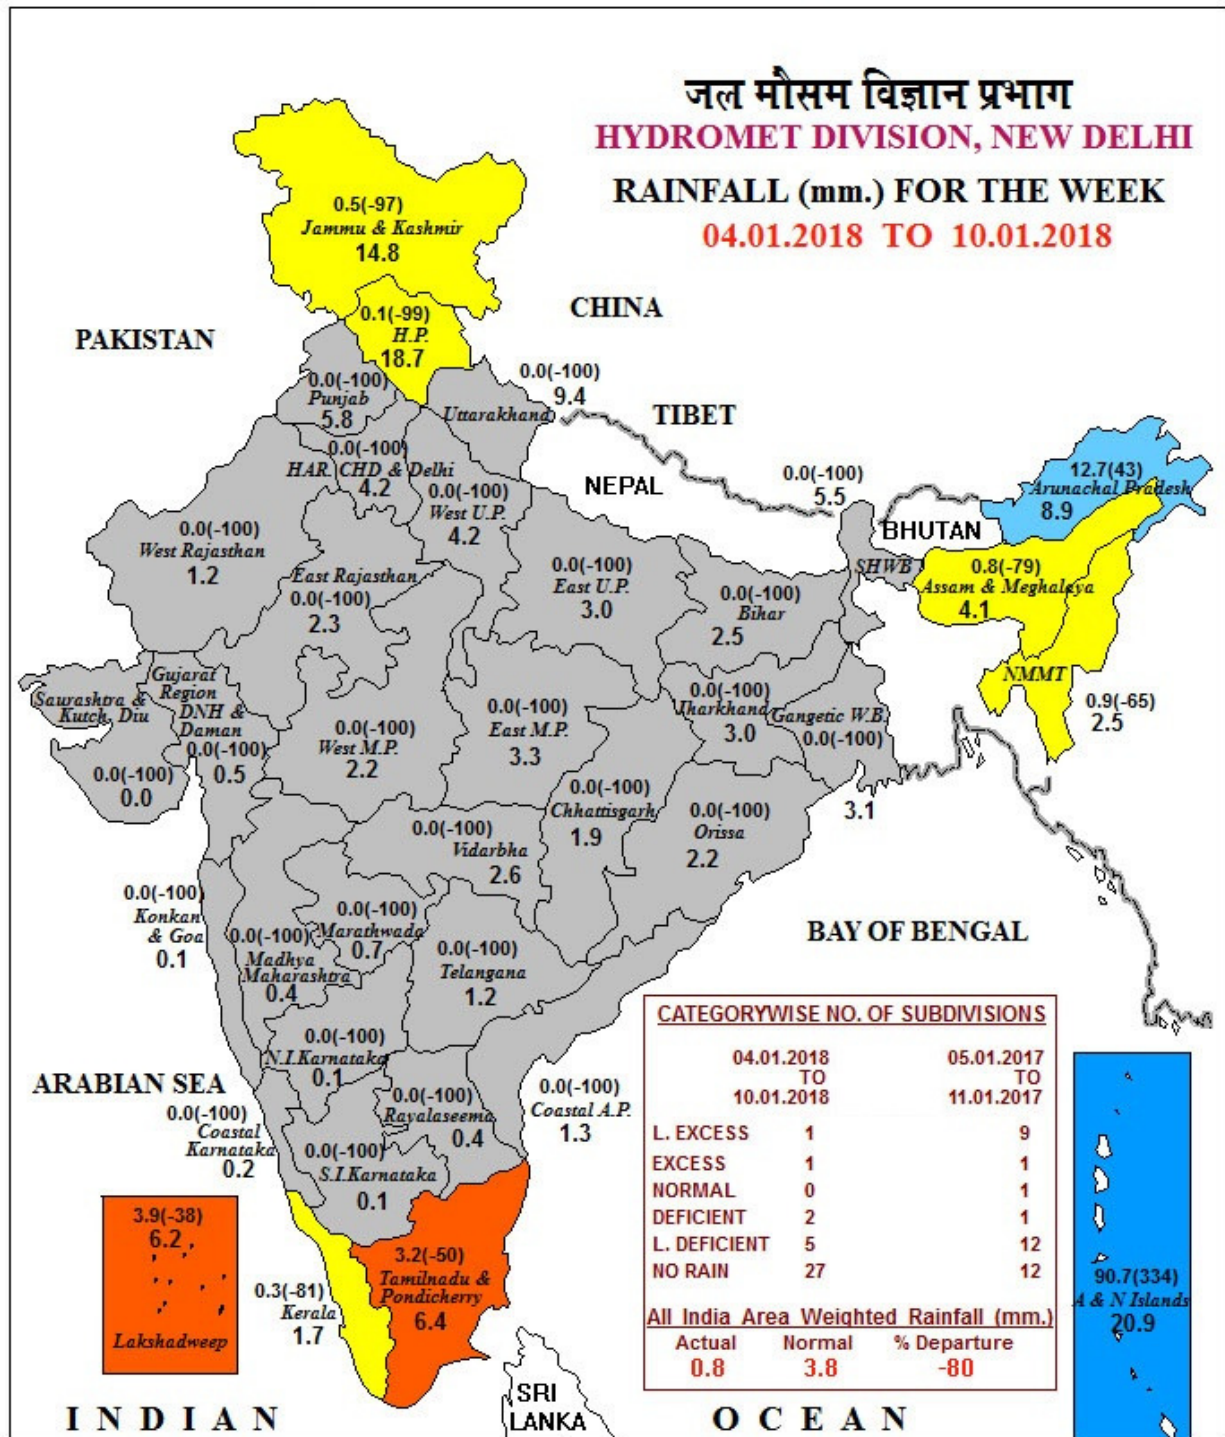 जल मौसम विज्ञान प्रभाग
HYDROMET DIVISION, NEW DELHI
RAINFALL (mm.) FOR THE WEEK
04.01.2018 TO 10.01.2018
0.5(-97)
Jammu & Kashmir
14.8
CHINA
0.1(-99)
H.P.
18.7
PAKISTAN
0.0(-100)
Punjab
5.8
0.0(-100)
9.4
Uttarakhand
TIBET
0.0(-100)
HAR. CHD & Delhi
4.2
NEPAL
0.0(-100)
West U.P.
4.2
0.0(-100)
5.5
SHWB
BHUTAN
12.7(43)
Arunachal Pradesh
8.9
0.0(-100)
West Rajasthan
1.2
East Rajasthan
0.0(-100)
2.3
0.0(-100)
East U.P.
3.0
0.0(-100)
Bihar
2.5
0.8(-79)
Assam & Meghalaya
4.1
NMMT
0.9(-65)
2.5
Saurashtra &
Kutch, Diu
0.0(-100)
0.0
Gujarat
Region
DNH &
Daman
0.0(-100)
0.5
0.0(-100)
West M.P.
2.2
0.0(-100)
East M.P.
3.3
0.0(-100)
Jharkhand
3.0
Gangetic W.B.
0.0(-100)
3.1
0.0(-100)
Chhattisgarh
1.9
0.0(-100)
Orissa
2.2
0.0(-100)
Vidarbha
2.6
0.0(-100)
Konkan
& Goa
0.1
0.0(-100)
Madhya
Maharashtra
0.4
0.0(-100)
Marathwada
0.7
0.0(-100)
Telangana
1.2
BAY OF BENGAL
0.0(-100)
N.I.Karnataka
0.1
ARABIAN SEA
0.0(-100)
Coastal
Karnataka
0.2
0.0(-100)
Rayalaseema
0.4
0.0(-100)
Coastal A.P.
1.3
0.0(-100)
S.I.Karnataka
0.1
3.9(-38)
6.2
Lakshadweep
0.3(-81)
Kerala
1.7
3.2(-50)
Tamilnadu &
Pondicherry
6.4
CATEGORYWISE NO. OF SUBDIVISIONS
04.01.2018 05.01.2017
TO TO
10.01.2018 11.01.2017
L. EXCESS 1 9
EXCESS 1 1
NORMAL 0 1
DEFICIENT 2 1
L. DEFICIENT 5 12
NO RAIN 27 12
All India Area Weighted Rainfall (mm.)
Actual Normal % Departure
0.8 3.8 -80
90.7(334)
A & N Islands
20.9
SRI
LANKA
INDIAN OCEAN